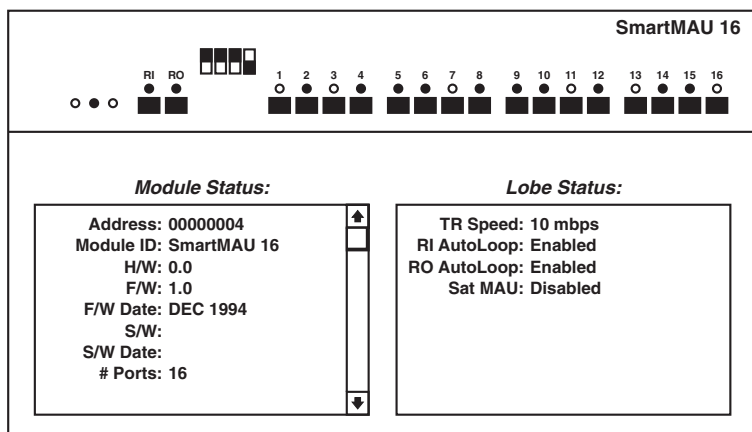 SmartMAU 16
RI RO 1 2 3 4 5 6 7 8 9 10 11 12 13 14 15 16
Module Status:
Address: 00000004
Module ID: SmartMAU 16
H/W: 0.0
F/W: 1.0
F/W Date: DEC 1994
S/W:
S/W Date:
# Ports: 16
Lobe Status:
TR Speed: 10 mbps
RI AutoLoop: Enabled
RO AutoLoop: Enabled
Sat MAU: Disabled